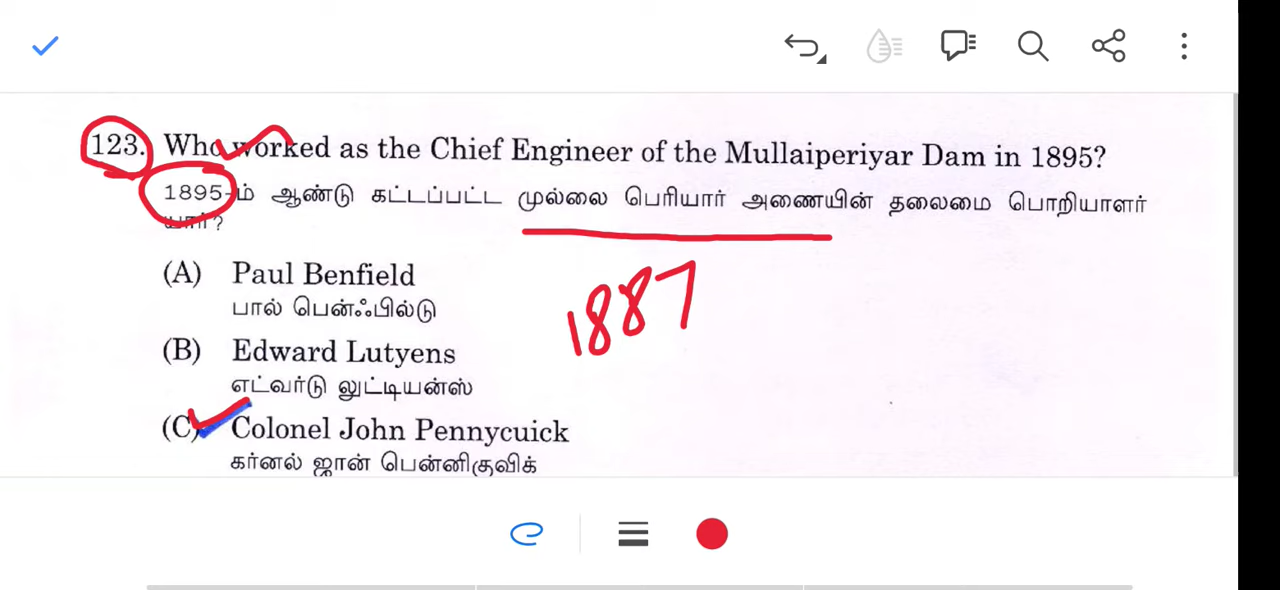 123. Who worked as the Chief Engineer of the Mullaiperiyar Dam in 1895?
1895-ம் ஆண்டு கட்டப்பட்ட முல்லை பெரியார் அணையின் தலைமை பொறியாளர்
யார்?
(A) Paul Benfield
பால் பென்ஃபில்டு
1887
(B) Edward Lutyens
எட்வர்டு லுட்டியன்ஸ்
(C) Colonel John Pennycuick
கர்னல் ஜான் பென்னிகுவிக்